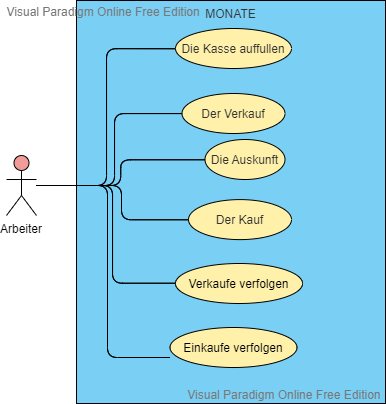 Visual Paradigm Online Free Edition
MONATE
Die Kasse auffullen
Der Verkauf
Die Auskunft
Arbeiter
Der Kauf
Verkaufe verfolgen
Einkaufe verfolgen
Visual Paradigm Online Free Edition